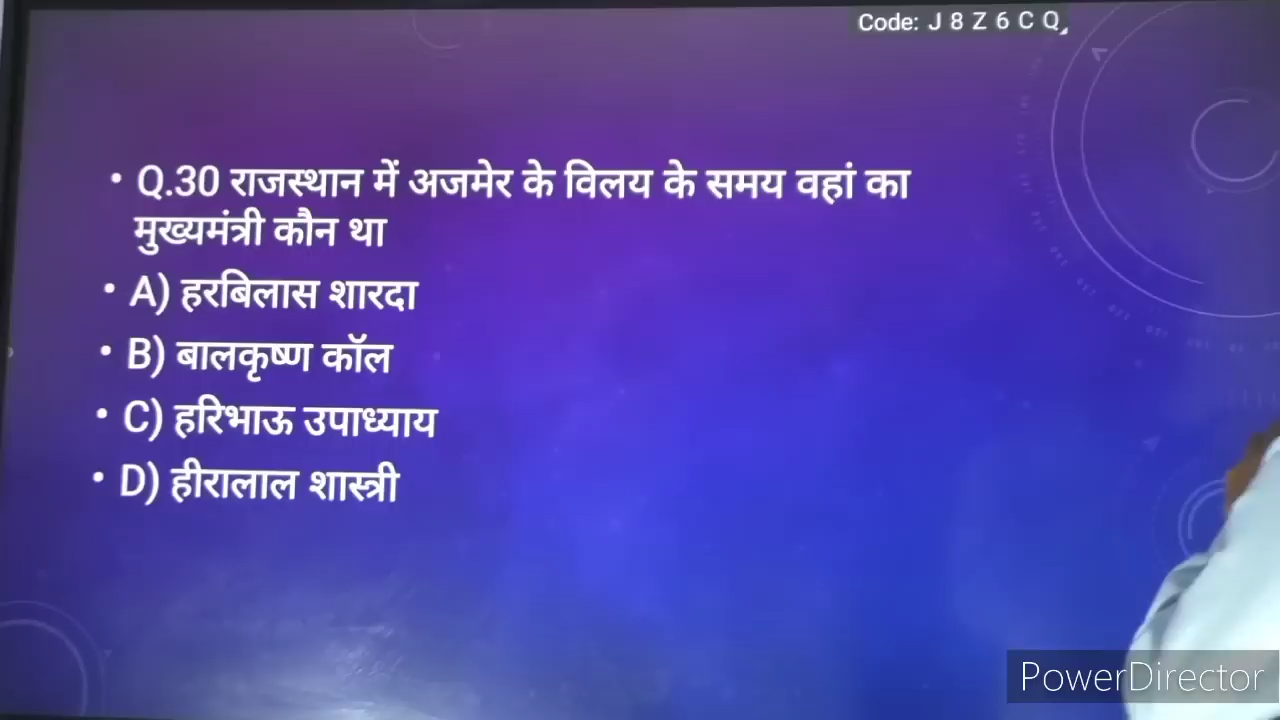 Code: J 8 Z 6 C Q
• Q.30 राजस्थान में अजमेर के विलय के समय वहां का
मुख्यमंत्री कौन था
• A) हरबिलास शारदा
• B) बालकृष्ण कॉल
• C) हरिभाऊ उपाध्याय
• D) हीरालाल शास्त्री
PowerDirector